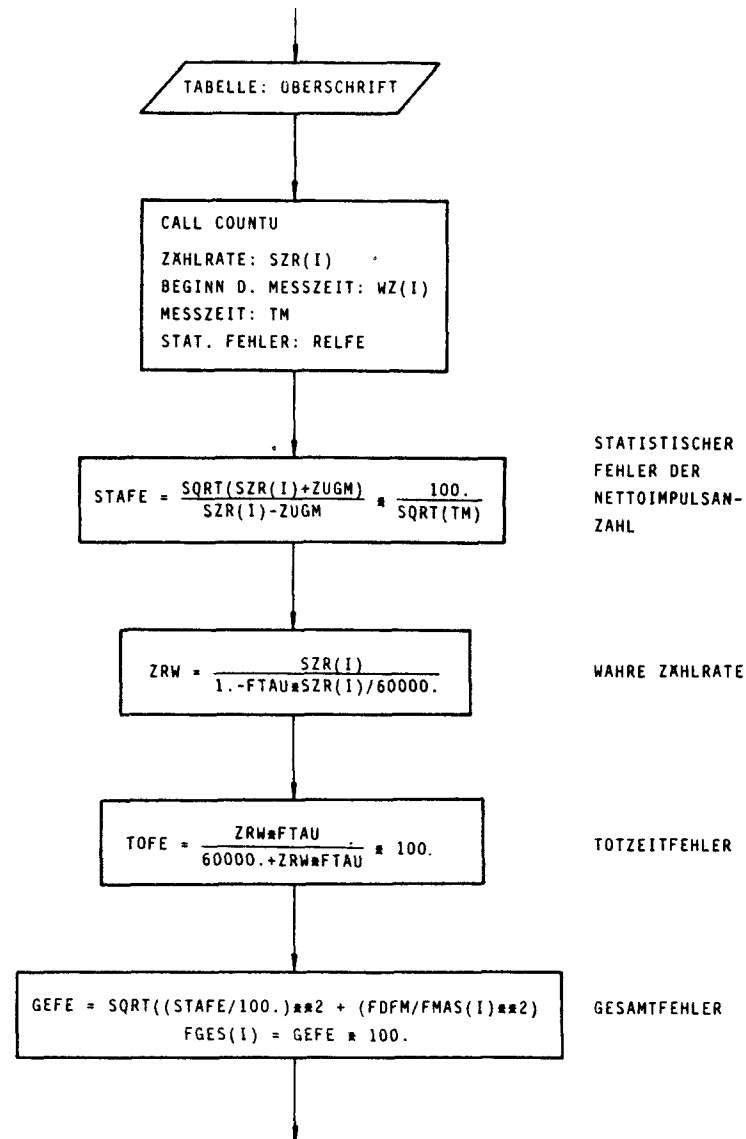 TABELLE: ÜBERSCHRIFT
CALL COUNTU
ZÄHLRATE: SZR(I)
BEGINN D. MESSZEIT: WZ(I)
MESSZEIT: TM
STAT. FEHLER: RELFE
STAFE = SQRT(SZR(I)+ZUGM) / SZR(I)-ZUGM * 100. / SQRT(TM)
STATISTISCHER
FEHLER DER
NETTOIMPULSAN-
ZAHL
ZRW = SZR(I) / 1.-FTAU*SZR(I)/60000.
WAHRE ZÄHLRATE
TOFE = ZRW*FTAU / 60000.+ZRW*FTAU * 100.
TOTZEITFEHLER
GEFE = SQRT((STAFE/100.)**2 + (FDFM/FMAS(I)**2)
FGES(I) = GEFE * 100.
GESAMTFEHLER